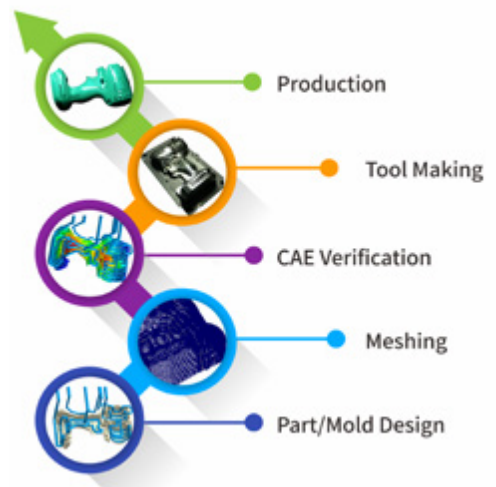 Production
Tool Making
CAE Verification
Meshing
Part/Mold Design